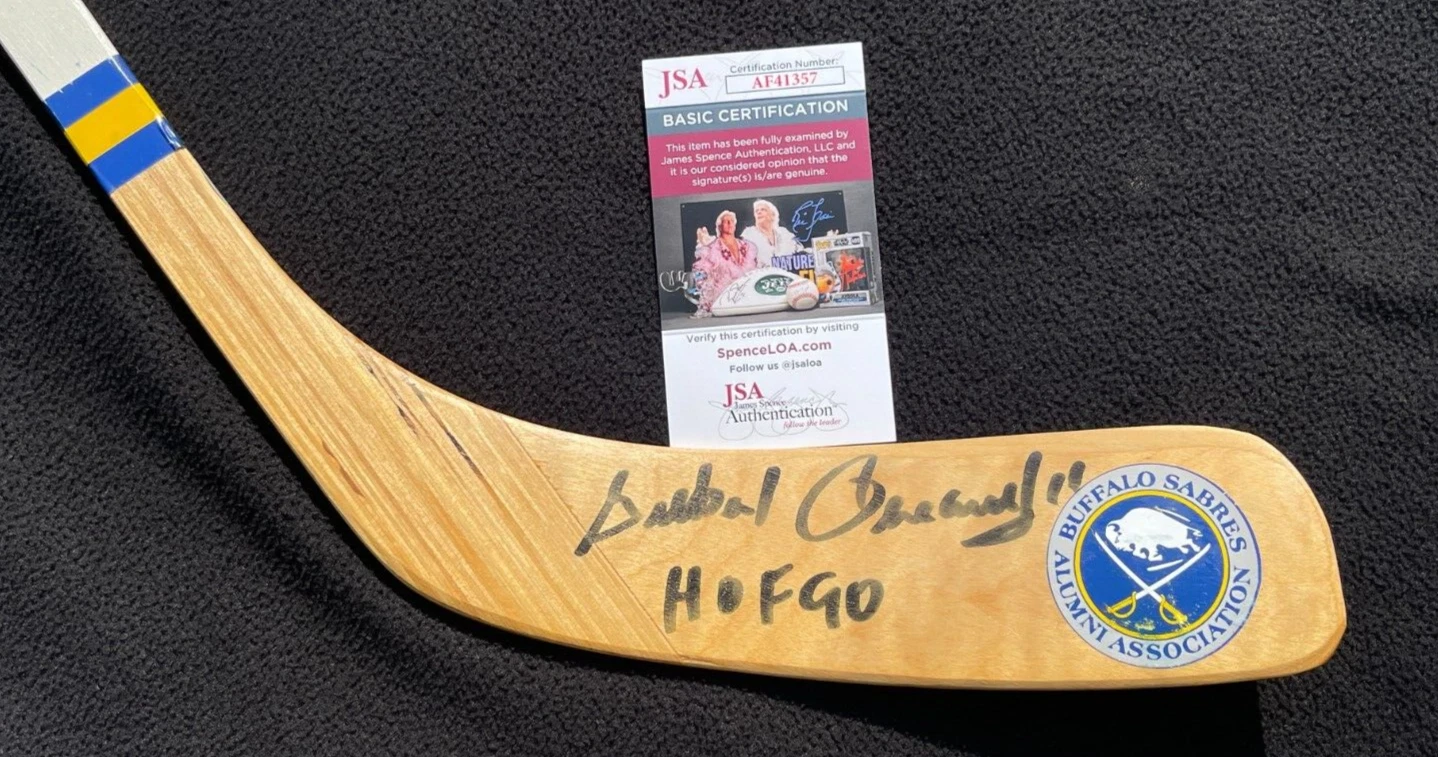 JSA
Certification Number:
AF41357
BASIC CERTIFICATION
This item has been fully examined by
James Spence Authentication, LLC and
it is our considered opinion that the
signature(s) is/are genuine.
NATURE
Verify this certification by visiting
SpenceLOA.com
Follow us @jsaloa
JSA
James Spence
Authentication
follow the leader
11
HOF 90
BUFFALO SABRES
ALUMNI ASSOCIATION